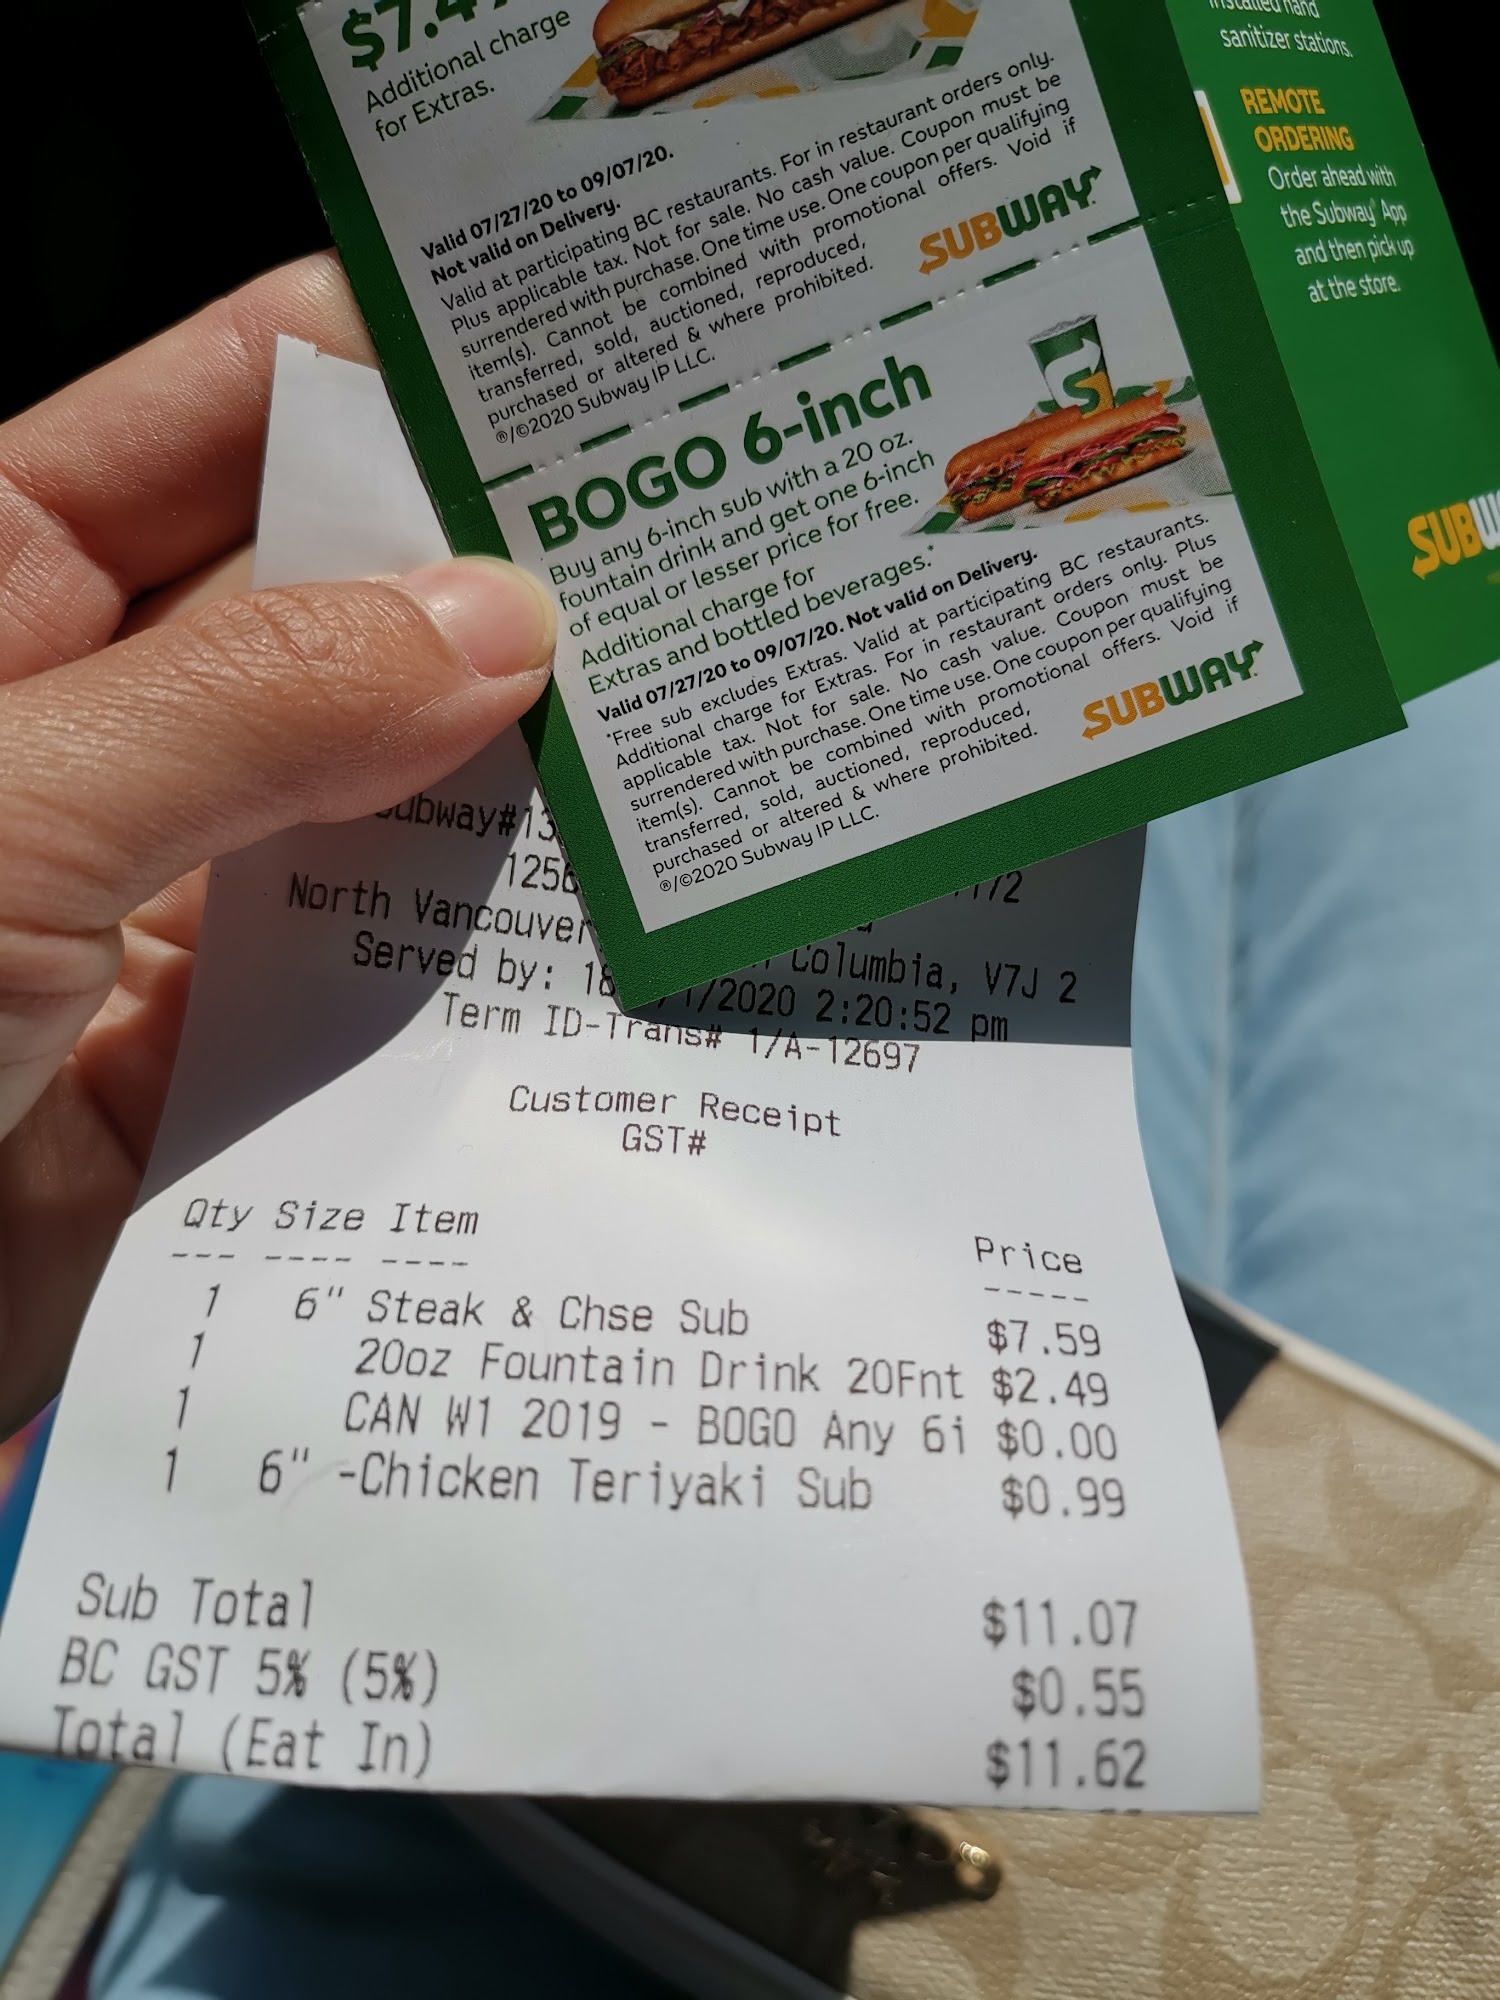 $7.4
Additional charge
for Extras.
Valid 07/27/20 to 09/07/20.
Not valid on Delivery.
Valid at participating BC restaurants. For in restaurant orders only.
Plus applicable tax. Not for sale. No cash value. Coupon must be
surrendered with purchase. One time use. One coupon per qualifying
item(s). Cannot be combined with promotional offers. Void if
transferred, sold, auctioned, reproduced,
purchased or altered & where prohibited.
®/©2020 Subway IP LLC.
SUBWAY
BOGO 6-inch
Buy any 6-inch sub with a 20 oz.
fountain drink and get one 6-inch
of equal or lesser price for free.
Additional charge for
Extras and bottled beverages.*
Valid 07/27/20 to 09/07/20. Not valid on Delivery.
*Free sub excludes Extras. Valid at participating BC restaurants.
Additional charge for Extras. For in restaurant orders only. Plus
applicable tax. Not for sale. No cash value. Coupon must be
surrendered with purchase. One time use. One coupon per qualifying
item(s). Cannot be combined with promotional offers. Void if
transferred, sold, auctioned, reproduced,
purchased or altered & where prohibited.
®/©2020 Subway IP LLC.
SUBWAY
installed hand
sanitizer stations.
REMOTE
ORDERING
Order ahead with
the Subway® App
and then pick up
at the store.
SUBW
Subway#13
1256
North Vancouver Columbia, V7J 2
Served by: 18 1/2020 2:20:52 pm
Term ID-Trans# 1/A-12697
Customer Receipt
GST#
Qty Size Item Price
--- ---- ---- -----
1 6" Steak & Chse Sub $7.59
1 20oz Fountain Drink 20Fnt $2.49
1 CAN W1 2019 - BOGO Any 6i $0.00
1 6" -Chicken Teriyaki Sub $0.99
Sub Total $11.07
BC GST 5% (5%) $0.55
Total (Eat In) $11.62